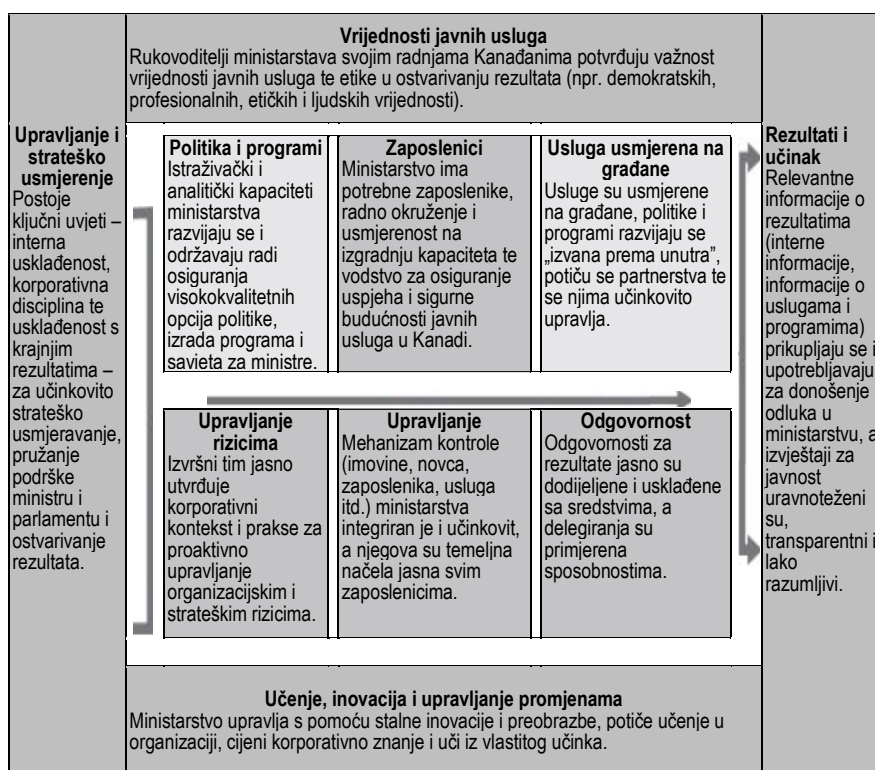 Vrijednosti javnih usluga
Rukovoditelji ministarstava svojim radnjama Kanađanima potvrđuju važnost
vrijednosti javnih usluga te etike u ostvarivanju rezultata (npr. demokratskih,
profesionalnih, etičkih i ljudskih vrijednosti).
Upravljanje i
strateško
usmjerenje
Postoje
ključni uvjeti –
interna
usklađenost,
korporativna
disciplina te
usklađenost s
krajnjim
rezultatima –
za učinkovito
strateško
usmjeravanje,
pružanje
podrške
ministru i
parlamentu i
ostvarivanje
rezultata.
Politika i programi
Istraživački i
analitički kapaciteti
ministarstva
razvijaju se i
održavaju radi
osiguranja
visokokvalitetnih
opcija politike,
izrada programa i
savjeta za ministre.
Zaposlenici
Ministarstvo ima
potrebne zaposlenike,
radno okruženje i
usmjerenost na
izgradnju kapaciteta te
vodstvo za osiguranje
uspjeha i sigurne
budućnosti javnih
usluga u Kanadi.
Usluga usmjerena na
građane
Usluge su usmjerene
na građane, politike i
programi razvijaju se
„izvana prema unutra”,
potiču se partnerstva te
se njima učinkovito
upravlja.
Upravljanje
rizicima
Izvršni tim jasno
utvrđuje
korporativni
kontekst i prakse za
proaktivno
upravljanje
organizacijskim i
strateškim rizicima.
Upravljanje
Mehanizam kontrole
(imovine, novca,
zaposlenika, usluga
itd.) ministarstva
integriran je i učinkovit,
a njegova su temeljna
načela jasna svim
zaposlenicima.
Odgovornost
Odgovornosti za
rezultate jasno su
dodijeljene i usklađene
sa sredstvima, a
delegiranja su
primjerena
sposobnostima.
Rezultati i
učinak
Relevantne
informacije o
rezultatima
(interne
informacije,
informacije o
uslugama i
programima)
prikupljaju se i
upotrebljavaju
za donošenje
odluka u
ministarstvu, a
izvještaji za
javnost
uravnoteženi
su,
transparentni i
lako
razumljivi.
Učenje, inovacija i upravljanje promjenama
Ministarstvo upravlja s pomoću stalne inovacije i preobrazbe, potiče učenje u
organizaciji, cijeni korporativno znanje i uči iz vlastitog učinka.